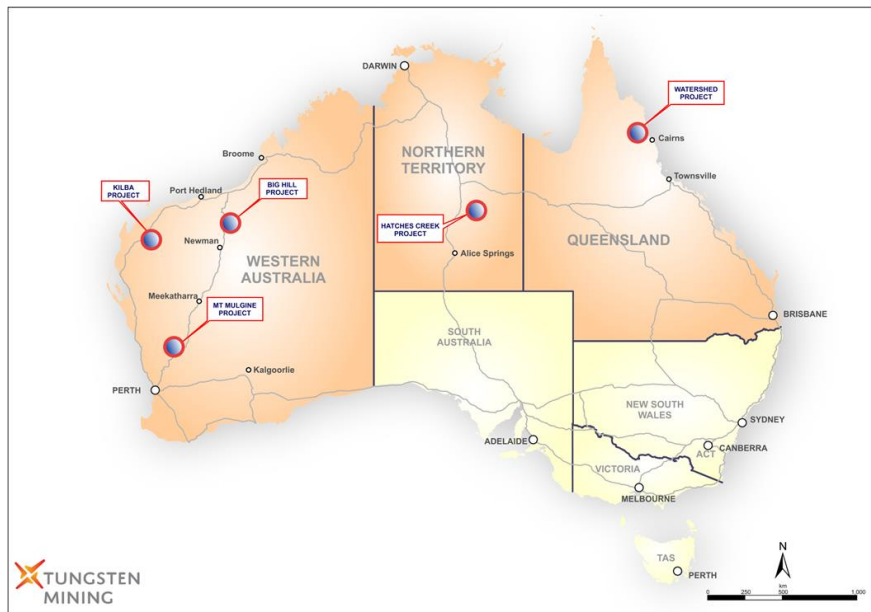 DARWIN
WATERSHED
PROJECT
Cairns
Broome
NORTHERN
TERRITORY
Townsville
KILBA
PROJECT
Port Hedland
BIG HILL
PROJECT
HATCHES CREEK
PROJECT
QUEENSLAND
Newman
WESTERN
AUSTRALIA
Alice Springs
Meekatharra
MT MULGINE
PROJECT
BRISBANE
SOUTH
AUSTRALIA
Kalgoorlie
PERTH
NEW SOUTH
WALES
SYDNEY
ADELAIDE
CANBERRA
ACT
VICTORIA
MELBOURNE
TAS
PERTH
N
km
0 250 500 1,000
TUNGSTEN
MINING